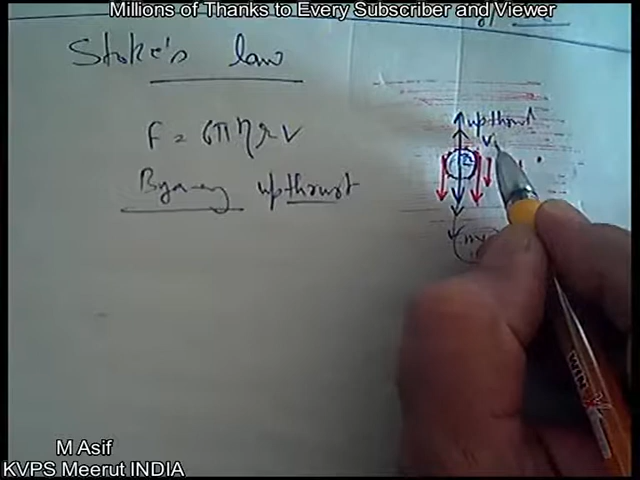 Millions of Thanks to Every Subscriber and Viewer
Stoke's law
F = 6πηrv
Byancy upthrust
upthrust
V
M Asif
KVPS Meerut INDIA